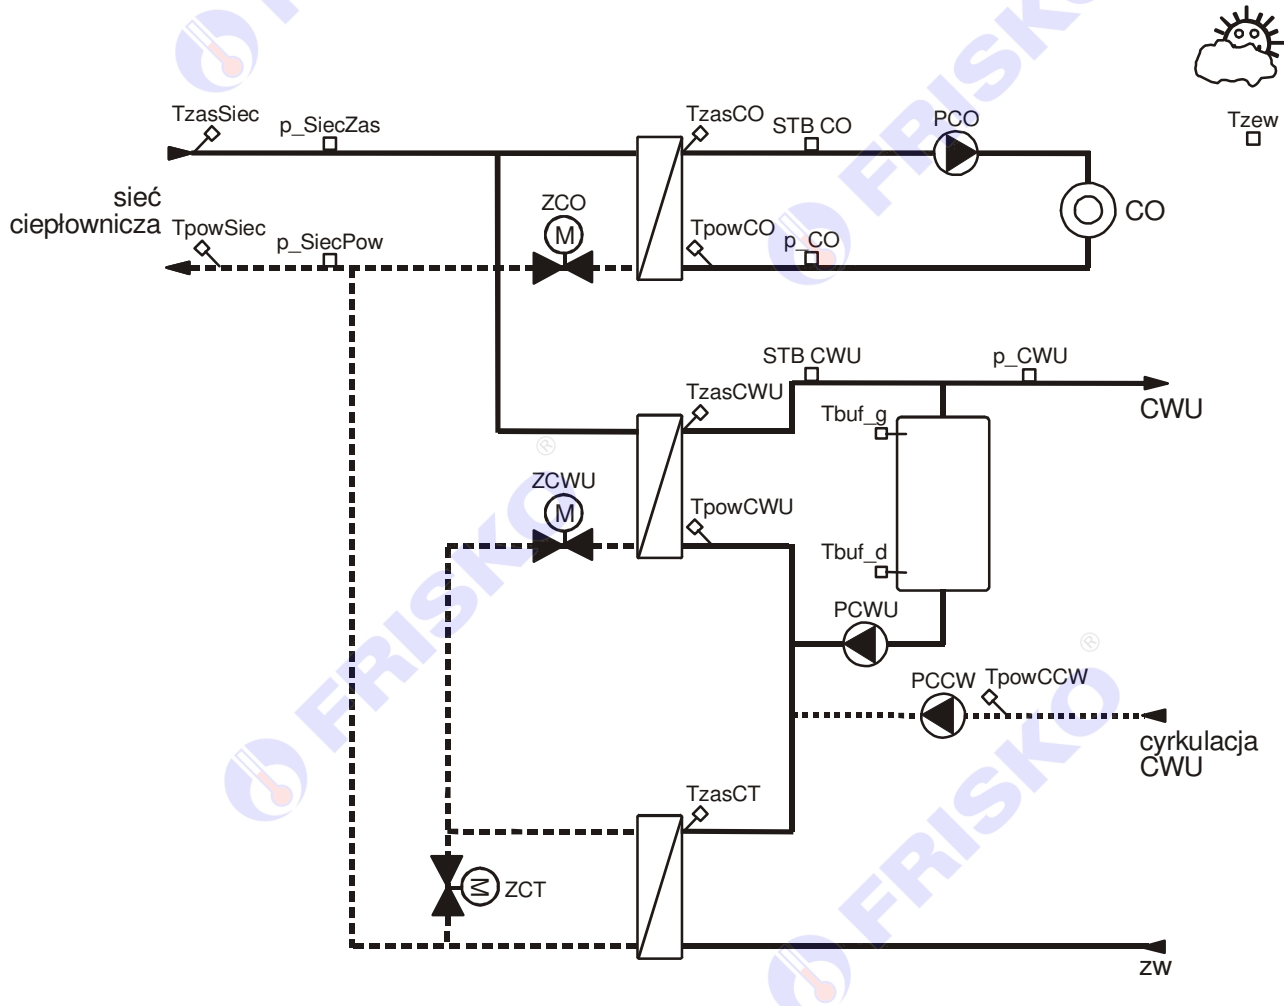 FRISKO
FRISKO
TzasSiec
p_SiecZas
TzasCO
STB CO
PCO
Tzew
sieć
ciepłownicza
TpowSiec
p_SiecPow
ZCO
M
TpowCO
p_CO
CO
STB CWU
p_CWU
TzasCWU
CWU
Tbuf_g
®
ZCWU
M
TpowCWU
Tbuf_d
FRISKO
PCWU
®
PCCW
TpowCCW
cyrkulacja
CWU
TzasCT
FRISKO
M
ZCT
zw